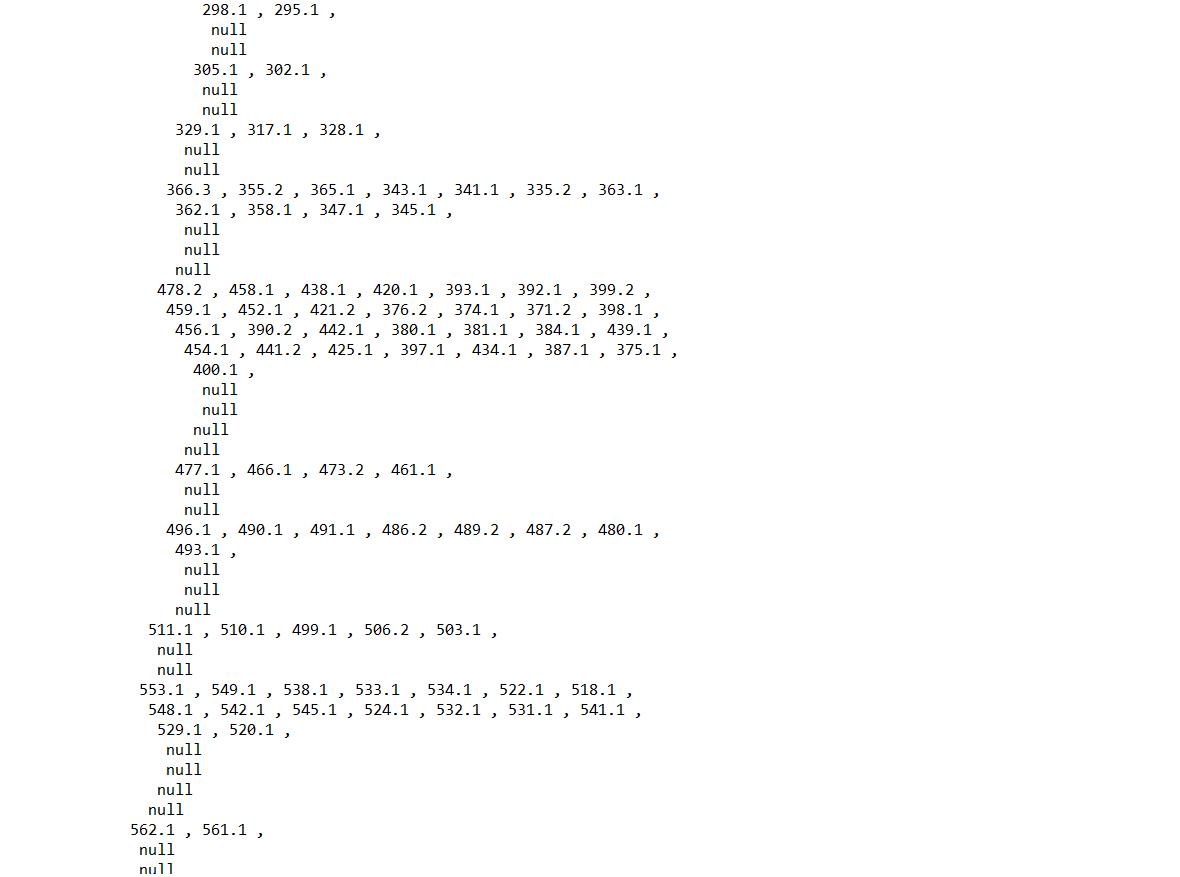 298.1 , 295.1 ,
null
null
305.1 , 302.1 ,
null
null
329.1 , 317.1 , 328.1 ,
null
null
366.3 , 355.2 , 365.1 , 343.1 , 341.1 , 335.2 , 363.1 ,
362.1 , 358.1 , 347.1 , 345.1 ,
null
null
null
478.2 , 458.1 , 438.1 , 420.1 , 393.1 , 392.1 , 399.2 ,
459.1 , 452.1 , 421.2 , 376.2 , 374.1 , 371.2 , 398.1 ,
456.1 , 390.2 , 442.1 , 380.1 , 381.1 , 384.1 , 439.1 ,
454.1 , 441.2 , 425.1 , 397.1 , 434.1 , 387.1 , 375.1 ,
400.1 ,
null
null
null
null
477.1 , 466.1 , 473.2 , 461.1 ,
null
null
496.1 , 490.1 , 491.1 , 486.2 , 489.2 , 487.2 , 480.1 ,
493.1 ,
null
null
null
511.1 , 510.1 , 499.1 , 506.2 , 503.1 ,
null
null
553.1 , 549.1 , 538.1 , 533.1 , 534.1 , 522.1 , 518.1 ,
548.1 , 542.1 , 545.1 , 524.1 , 532.1 , 531.1 , 541.1 ,
529.1 , 520.1 ,
null
null
null
null
562.1 , 561.1 ,
null
null